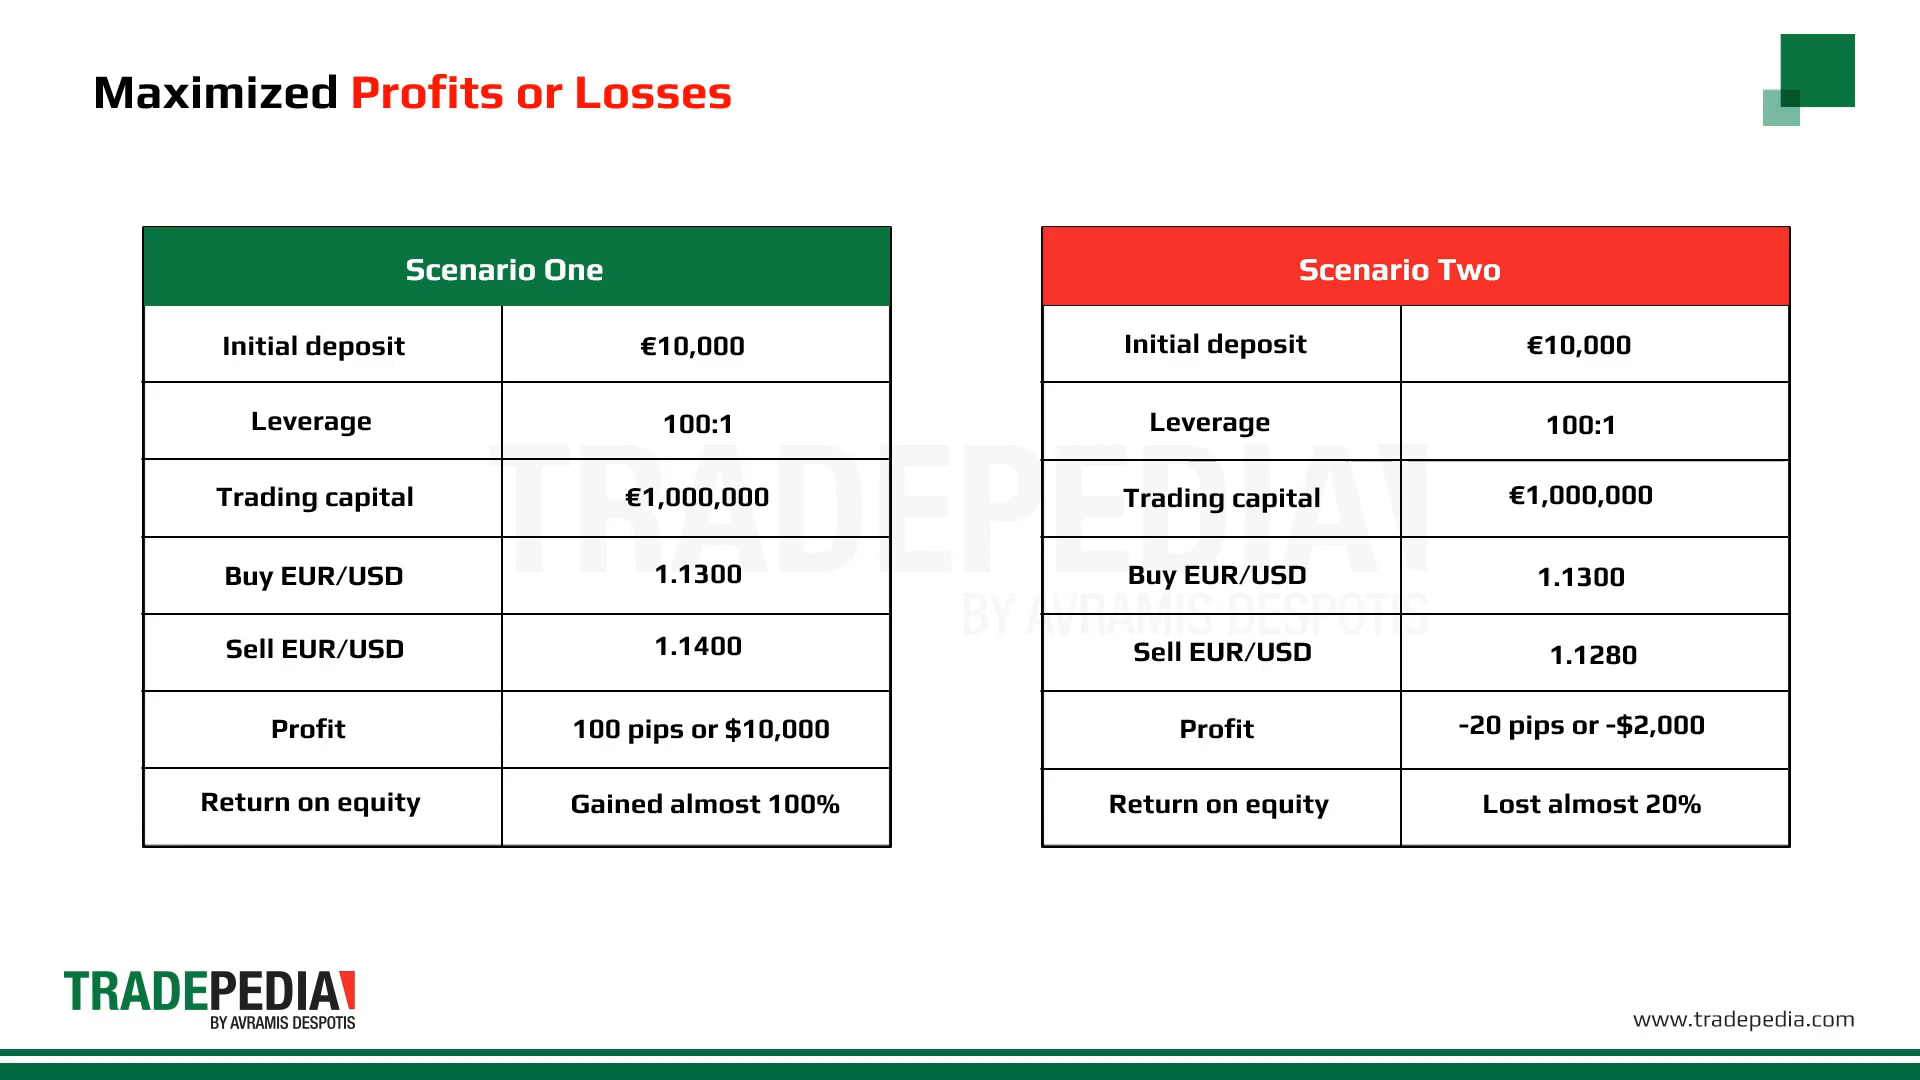 Maximized Profits or Losses
Scenario One
Initial deposit €10,000
Leverage 100:1
Trading capital €1,000,000
Buy EUR/USD 1.1300
Sell EUR/USD 1.1400
Profit 100 pips or $10,000
Return on equity Gained almost 100%
Scenario Two
Initial deposit €10,000
Leverage 100:1
Trading capital €1,000,000
Buy EUR/USD 1.1300
Sell EUR/USD 1.1280
Profit -20 pips or -$2,000
Return on equity Lost almost 20%
TRADEPEDIA
BY AVRAMIS DESPOTIS
TRADEPEDIA
BY AVRAMIS DESPOTIS
www.tradepedia.com